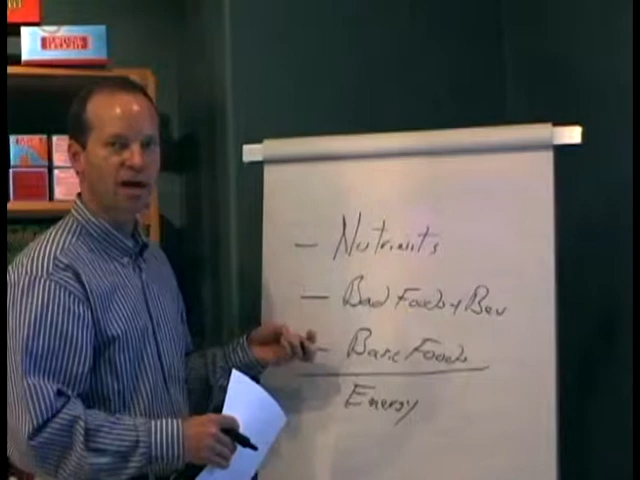 - Nutrients
- Bad Foods + Bev
- Basic Foods
Energy